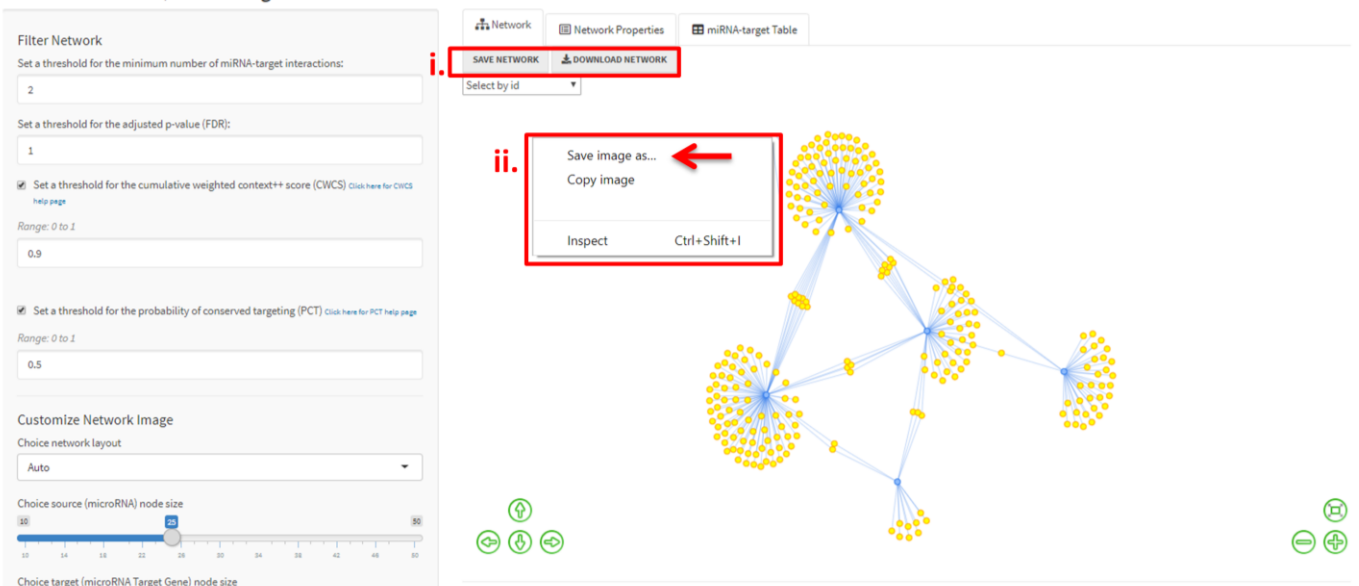 Filter Network
Set a threshold for the minimum number of miRNA-target interactions:
2
Set a threshold for the adjusted p-value (FDR):
1
Set a threshold for the cumulative weighted context++ score (CWCS) Click here for CWCS
help page
Range: 0 to 1
0.9
Set a threshold for the probability of conserved targeting (PCT) Click here for PCT help page
Range: 0 to 1
0.5
Customize Network Image
Choice network layout
Auto
Choice source (microRNA) node size
10 25 50
10 14 18 22 26 30 34 38 42 46 50
Choice target (microRNA Target Gene) node size
Network Network Properties miRNA-target Table
i.
SAVE NETWORK DOWNLOAD NETWORK
Select by id
ii.
Save image as...
Copy image
Inspect Ctrl+Shift+I